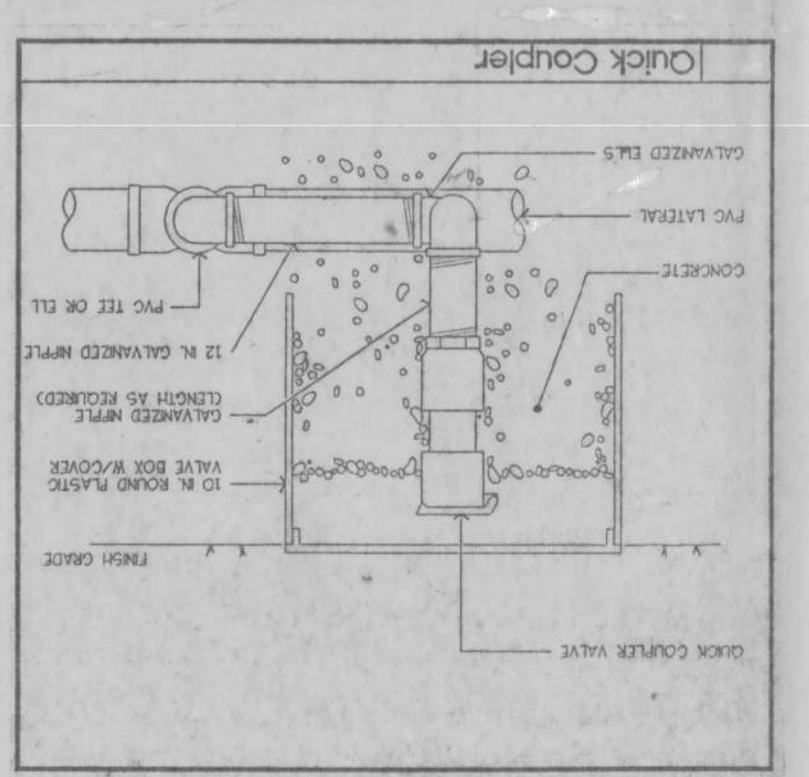 QUICK COUPLER VALVE
FINISH GRADE
10 IN. ROUND PLASTIC
VALVE BOX W/COVER
GALVANIZED NIPPLE
(LENGTH AS REQUIRED)
12 IN. GALVANIZED NIPPLE
PVC TEE OR ELL
CONCRETE
PVC LATERAL
GALVANIZED ELLS
Quick Coupler